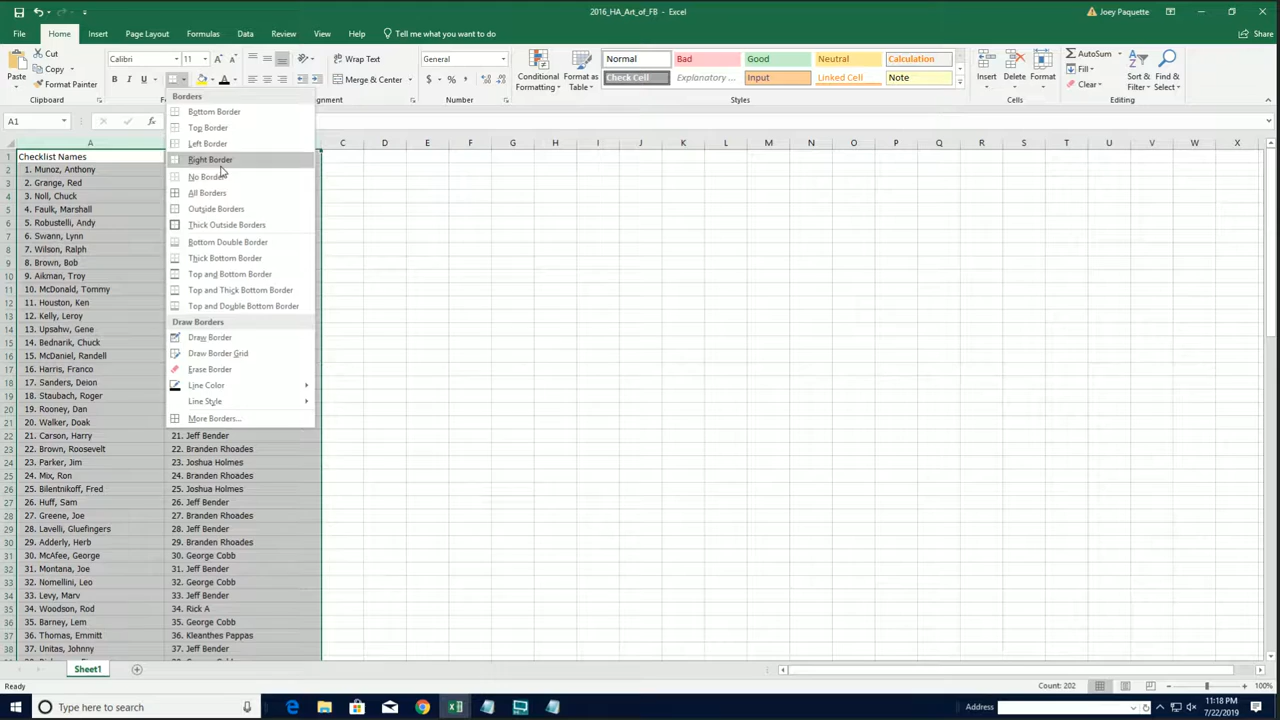 2016_HA_Art_of_FB - Excel
Joey Paquette
File Home Insert Page Layout Formulas Data Review View Help Tell me what you want to do
Share
Cut
Copy
Format Painter
Paste
Clipboard
Calibri 11
B I U
Wrap Text
Merge & Center
General
$ % ,
Number
Conditional Formatting
Format as Table
Normal Bad Good Neutral Calculation
Check Cell Explanatory ... Input Linked Cell Note
Styles
Insert Delete Format
Cells
AutoSum
Fill
Clear
Sort & Filter
Find & Select
Editing
A1
fx
Borders
Bottom Border
Top Border
Left Border
Right Border
No Border
All Borders
Outside Borders
Thick Outside Borders
Bottom Double Border
Thick Bottom Border
Top and Bottom Border
Top and Thick Bottom Border
Top and Double Bottom Border
Draw Borders
Draw Border
Draw Border Grid
Erase Border
Line Color
Line Style
More Borders...
A C D E F G H I J K L M N O P Q R S T U V W X
1 Checklist Names
2 1. Munoz, Anthony
3 2. Grange, Red
4 3. Noll, Chuck
5 4. Faulk, Marshall
6 5. Robustelli, Andy
7 6. Swann, Lynn
8 7. Wilson, Ralph
9 8. Brown, Bob
10 9. Aikman, Troy
11 10. McDonald, Tommy
12 11. Houston, Ken
13 12. Kelly, Leroy
14 13. Upsahw, Gene
15 14. Bednarik, Chuck
16 15. McDaniel, Randell
17 16. Harris, Franco
18 17. Sanders, Deion
19 18. Staubach, Roger
20 19. Rooney, Dan
21 20. Walker, Doak
22 21. Carson, Harry 21. Jeff Bender
23 22. Brown, Roosevelt 22. Branden Rhoades
24 23. Parker, Jim 23. Joshua Holmes
25 24. Mix, Ron 24. Branden Rhoades
26 25. Bilentnikoff, Fred 25. Joshua Holmes
27 26. Huff, Sam 26. Jeff Bender
28 27. Greene, Joe 27. Branden Rhoades
29 28. Lavelli, Gluefingers 28. Jeff Bender
30 29. Adderly, Herb 29. Branden Rhoades
31 30. McAfee, George 30. George Cobb
32 31. Montana, Joe 31. Jeff Bender
33 32. Nomellini, Leo 32. George Cobb
34 33. Levy, Marv 33. Jeff Bender
35 34. Woodson, Rod 34. Rick A
36 35. Barney, Lem 35. George Cobb
37 36. Thomas, Emmitt 36. Kleanthes Pappas
38 37. Unitas, Johnny 37. Jeff Bender
Sheet1
Ready
Count: 202
100%
Type here to search
Address
11:18 PM
7/22/2019